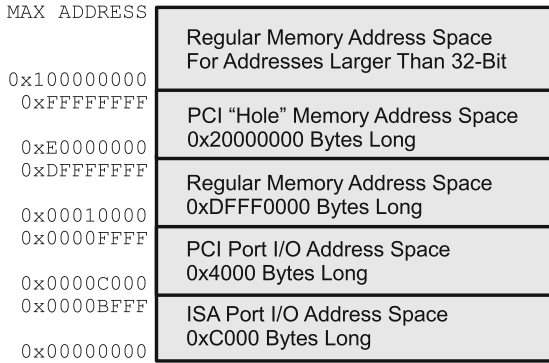 MAX ADDRESS
Regular Memory Address Space
For Addresses Larger Than 32-Bit
0x100000000
0xFFFFFFFF
PCI “Hole” Memory Address Space
0x20000000 Bytes Long
0xE0000000
0xDFFFFFFF
Regular Memory Address Space
0xDFFF0000 Bytes Long
0x00010000
0x0000FFFF
PCI Port I/O Address Space
0x4000 Bytes Long
0x0000C000
0x0000BFFF
ISA Port I/O Address Space
0xC000 Bytes Long
0x00000000